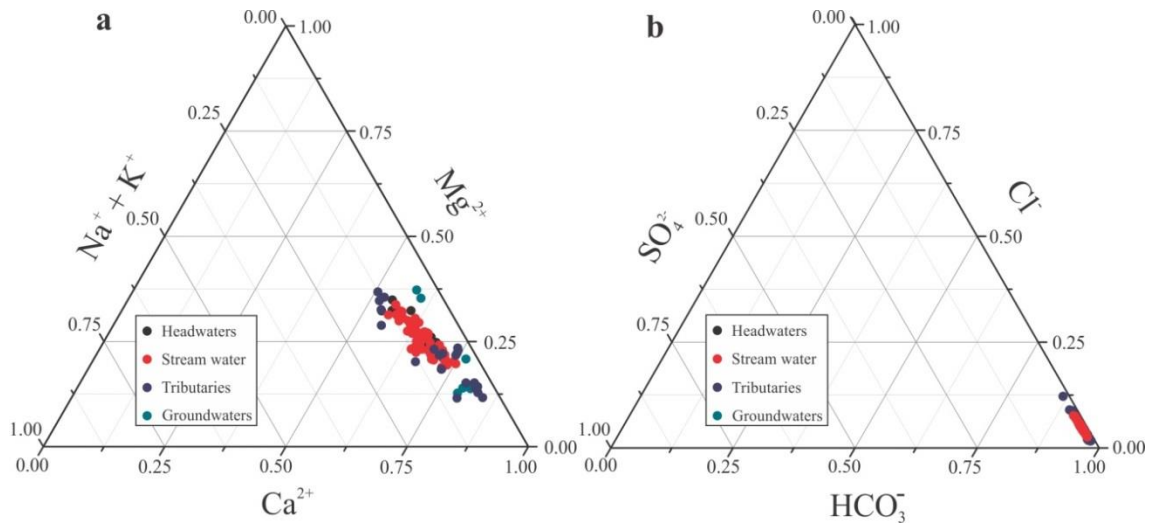 a
0.00
1.00
0.25
0.75
Na⁺ + K⁺
Mg²⁺
0.50
0.50
0.75
0.25
Headwaters
Stream water
Tributaries
Groundwaters
1.00
0.00
0.00
0.25
0.50
0.75
1.00
Ca²⁺
b
0.00
1.00
0.25
0.75
SO₄²⁻
Cl⁻
0.50
0.50
0.75
0.25
Headwaters
Stream water
Tributaries
Groundwaters
1.00
0.00
0.00
0.25
0.50
0.75
1.00
HCO₃⁻